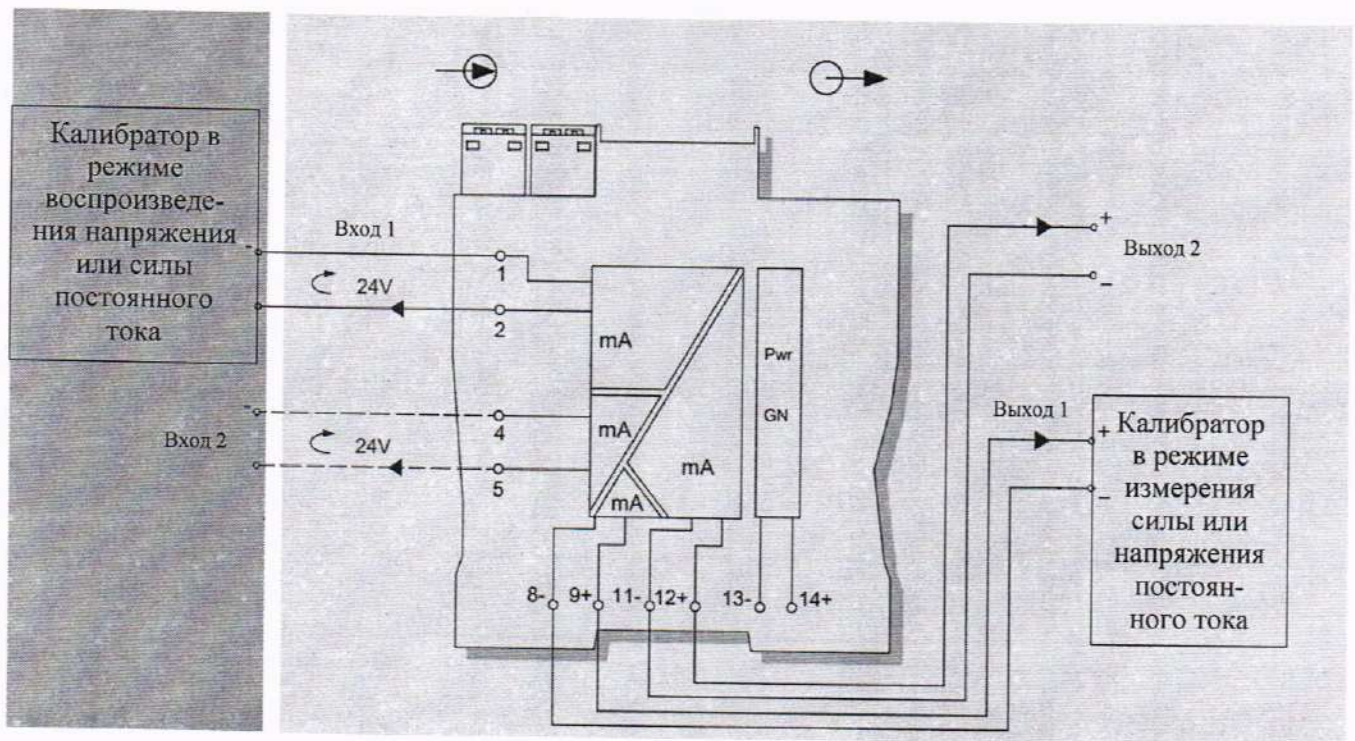 Калибратор в
режиме
воспроизведе-
ния напряжения
или силы
постоянного
тока
-
Вход 1
24V
1
2
-
Вход 2
24V
4
5
mA
mA
mA
mA
Pwr
GN
8-
9+
11-
12+
13-
14+
+
Выход 2
–
Выход 1
+
–
Калибратор
в режиме
измерения
силы или
напряжения
постоян-
ного тока